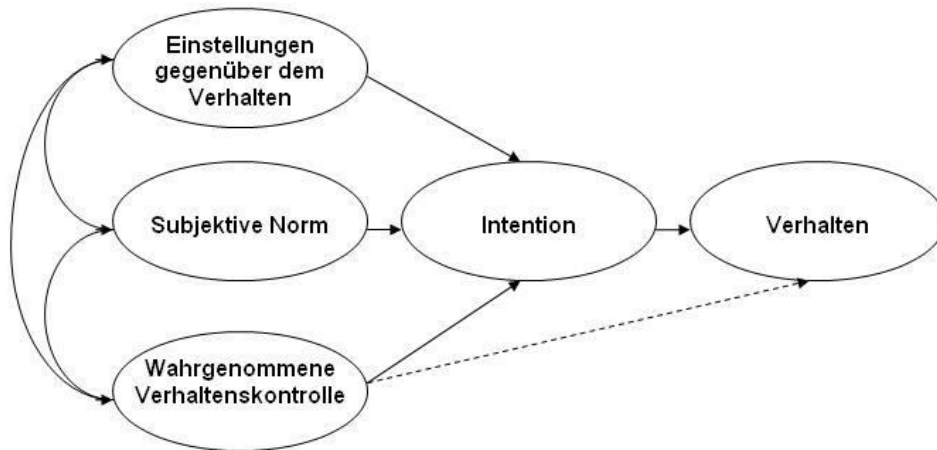 Einstellungen
gegenüber dem
Verhalten
Subjektive Norm
Intention
Verhalten
Wahrgenommene
Verhaltenskontrolle